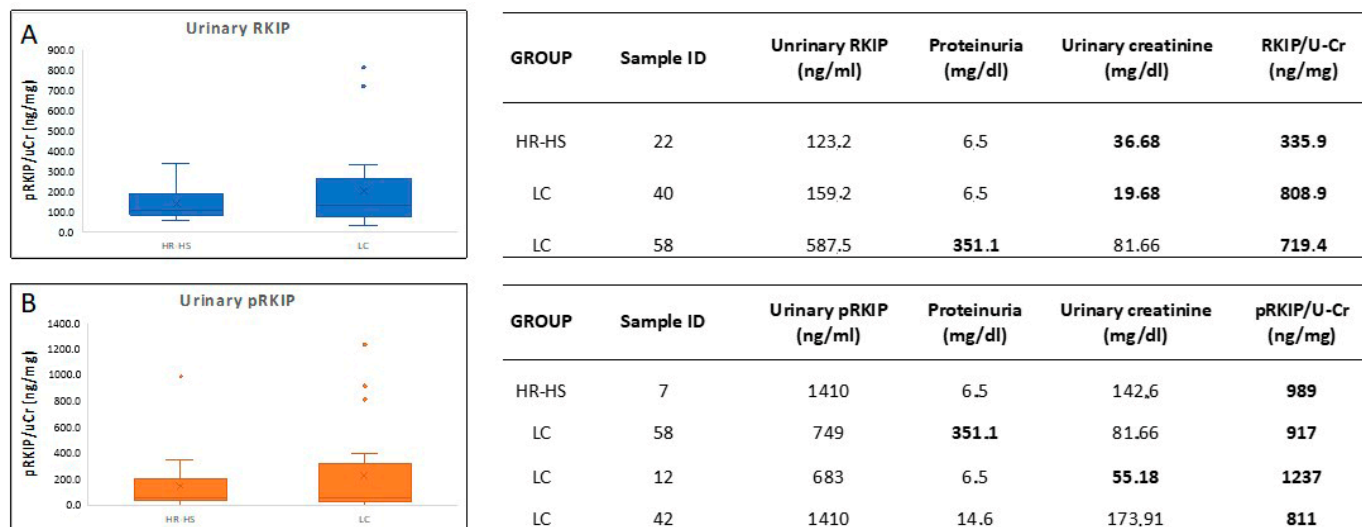 A
Urinary RKIP
pRKIP/uCr (ng/mg)
900.0
800.0
700.0
600.0
500.0
400.0
300.0
200.0
100.0
0.0
HR-HS LC
GROUP Sample ID Unrinary RKIP (ng/ml) Proteinuria (mg/dl) Urinary creatinine (mg/dl) RKIP/U-Cr (ng/mg)
HR-HS 22 123.2 6.5 36.68 335.9
LC 40 159.2 6.5 19.68 808.9
LC 58 587.5 351.1 81.66 719.4
B
Urinary pRKIP
pRKIP/uCr (ng/mg)
1400.0
1200.0
1000.0
800.0
600.0
400.0
200.0
0.0
HR-HS LC
GROUP Sample ID Urinary pRKIP (ng/ml) Proteinuria (mg/dl) Urinary creatinine (mg/dl) pRKIP/U-Cr (ng/mg)
HR-HS 7 1410 6.5 142.6 989
LC 58 749 351.1 81.66 917
LC 12 683 6.5 55.18 1237
LC 42 1410 14.6 173.91 811